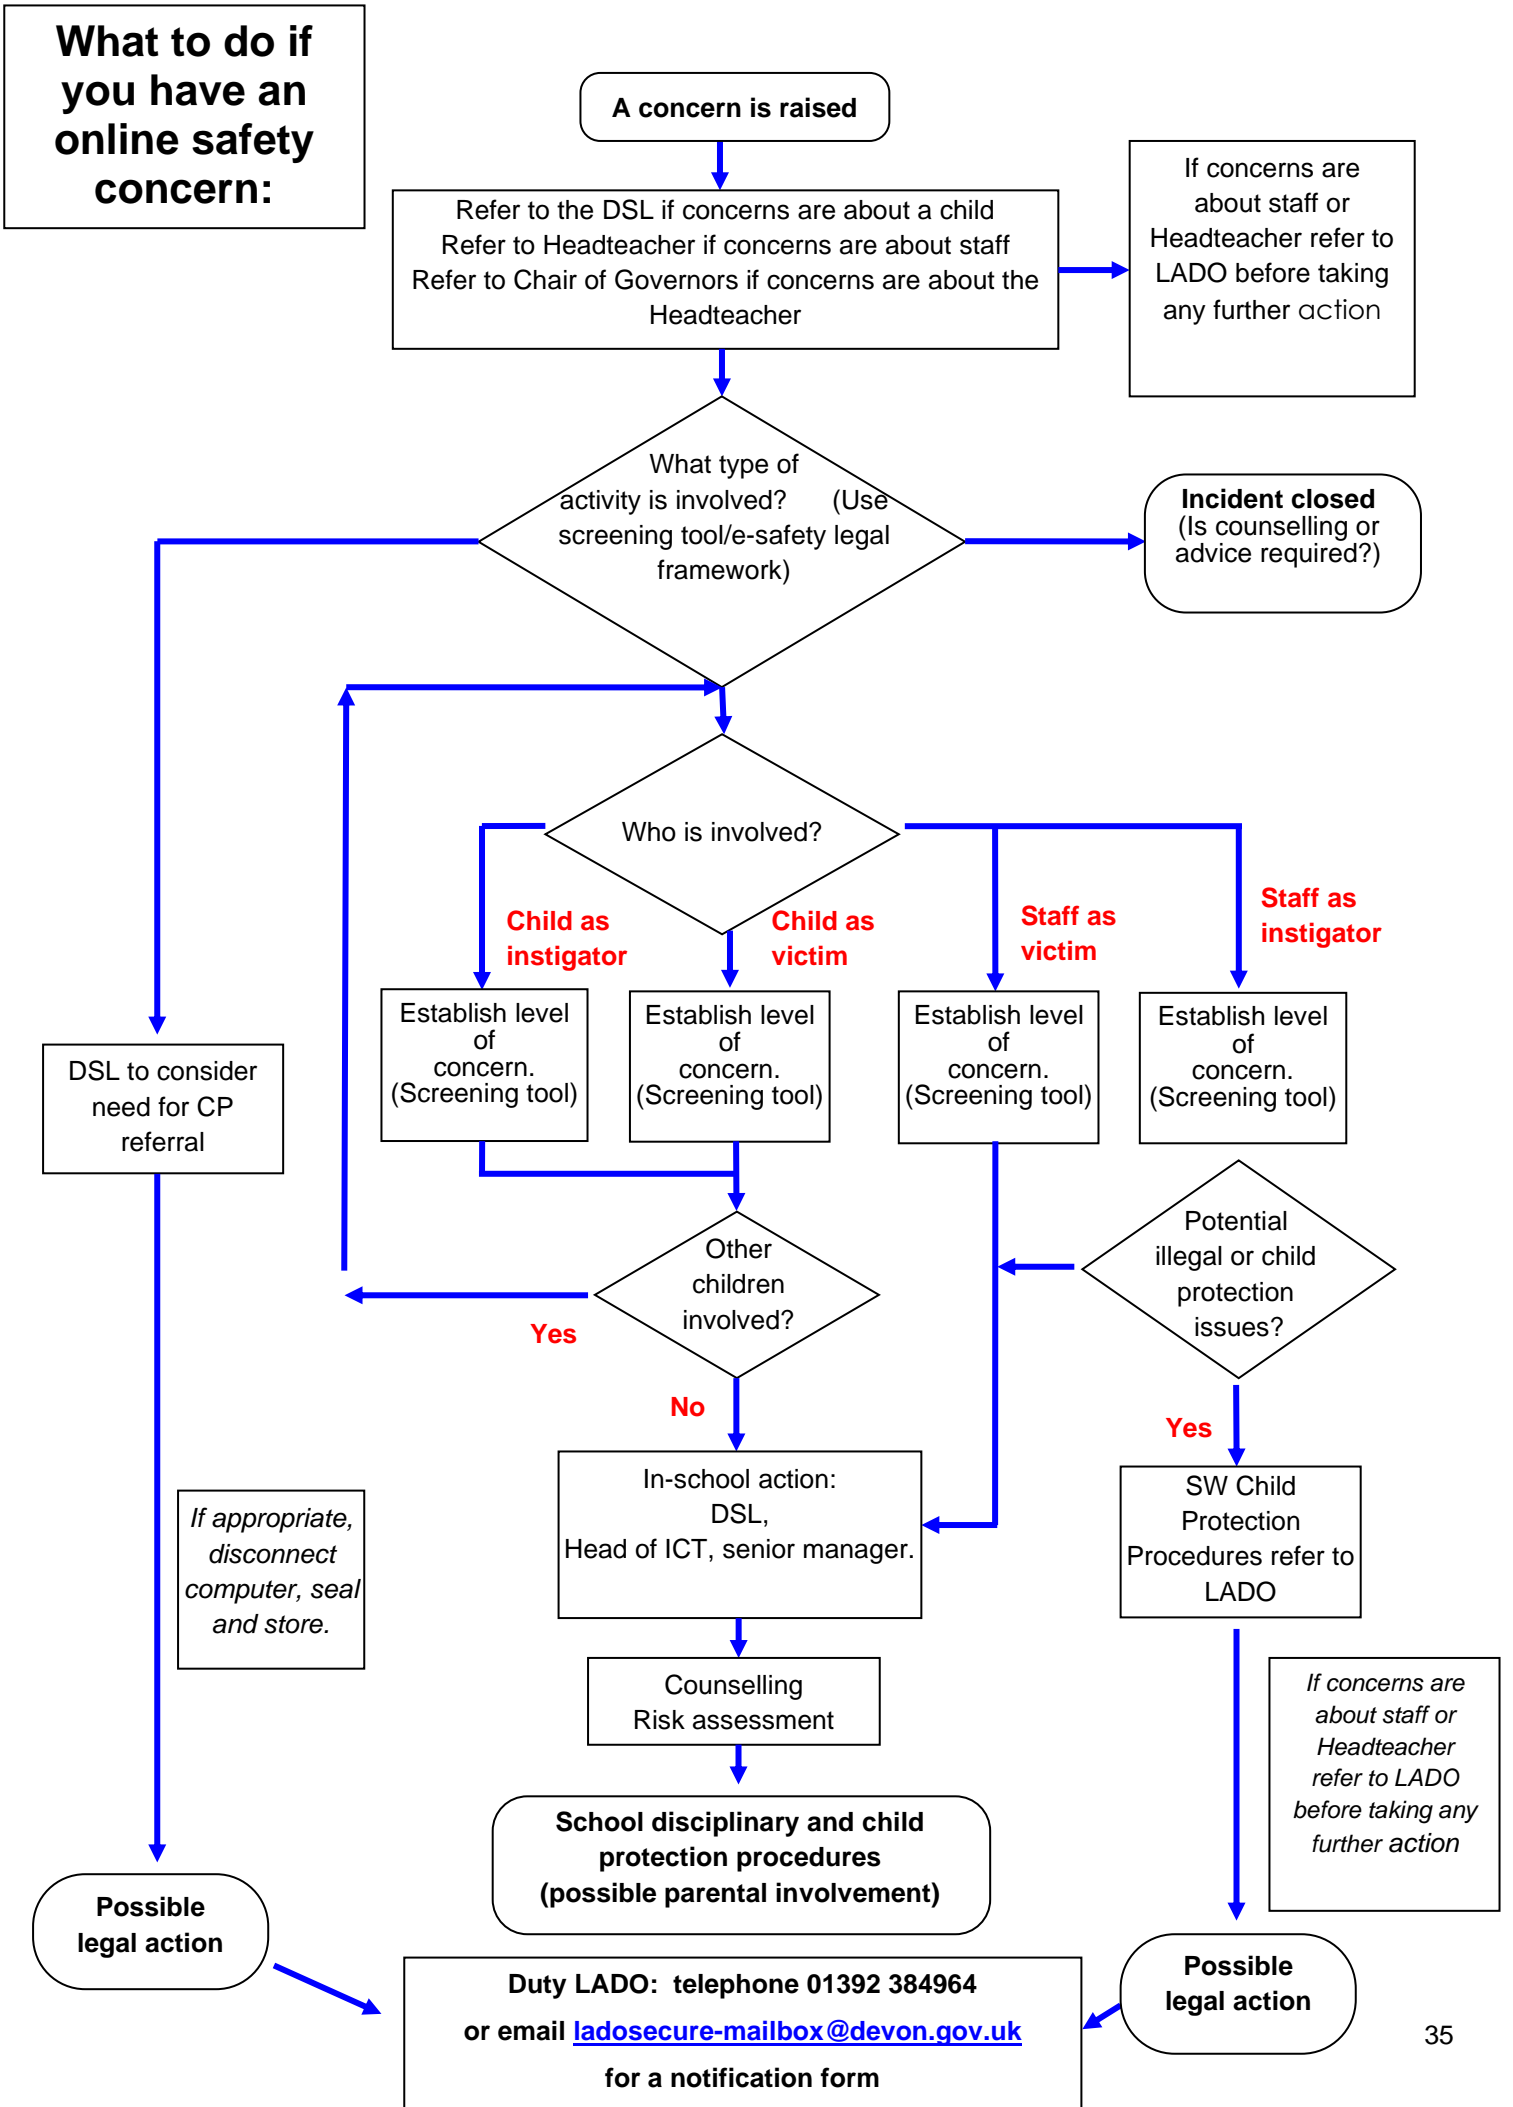 What to do if
you have an
online safety
concern:
A concern is raised
Refer to the DSL if concerns are about a child
Refer to Headteacher if concerns are about staff
Refer to Chair of Governors if concerns are about the
Headteacher
If concerns are
about staff or
Headteacher refer to
LADO before taking
any further action
What type of
activity is involved? (Use
screening tool/e-safety legal
framework)
Incident closed
(Is counselling or
advice required?)
Who is involved?
Child as
instigator
Child as
victim
Staff as
victim
Staff as
instigator
Establish level
of
concern.
(Screening tool)
Establish level
of
concern.
(Screening tool)
Establish level
of
concern.
(Screening tool)
Establish level
of
concern.
(Screening tool)
DSL to consider
need for CP
referral
Other
children
involved?
Yes
No
Potential
illegal or child
protection
issues?
Yes
In-school action:
DSL,
Head of ICT, senior manager.
SW Child
Protection
Procedures refer to
LADO
If appropriate,
disconnect
computer, seal
and store.
Counselling
Risk assessment
If concerns are
about staff or
Headteacher
refer to LADO
before taking any
further action
School disciplinary and child
protection procedures
(possible parental involvement)
Possible
legal action
Possible
legal action
Duty LADO: telephone 01392 384964
or email ladosecure-mailbox@devon.gov.uk
for a notification form
35